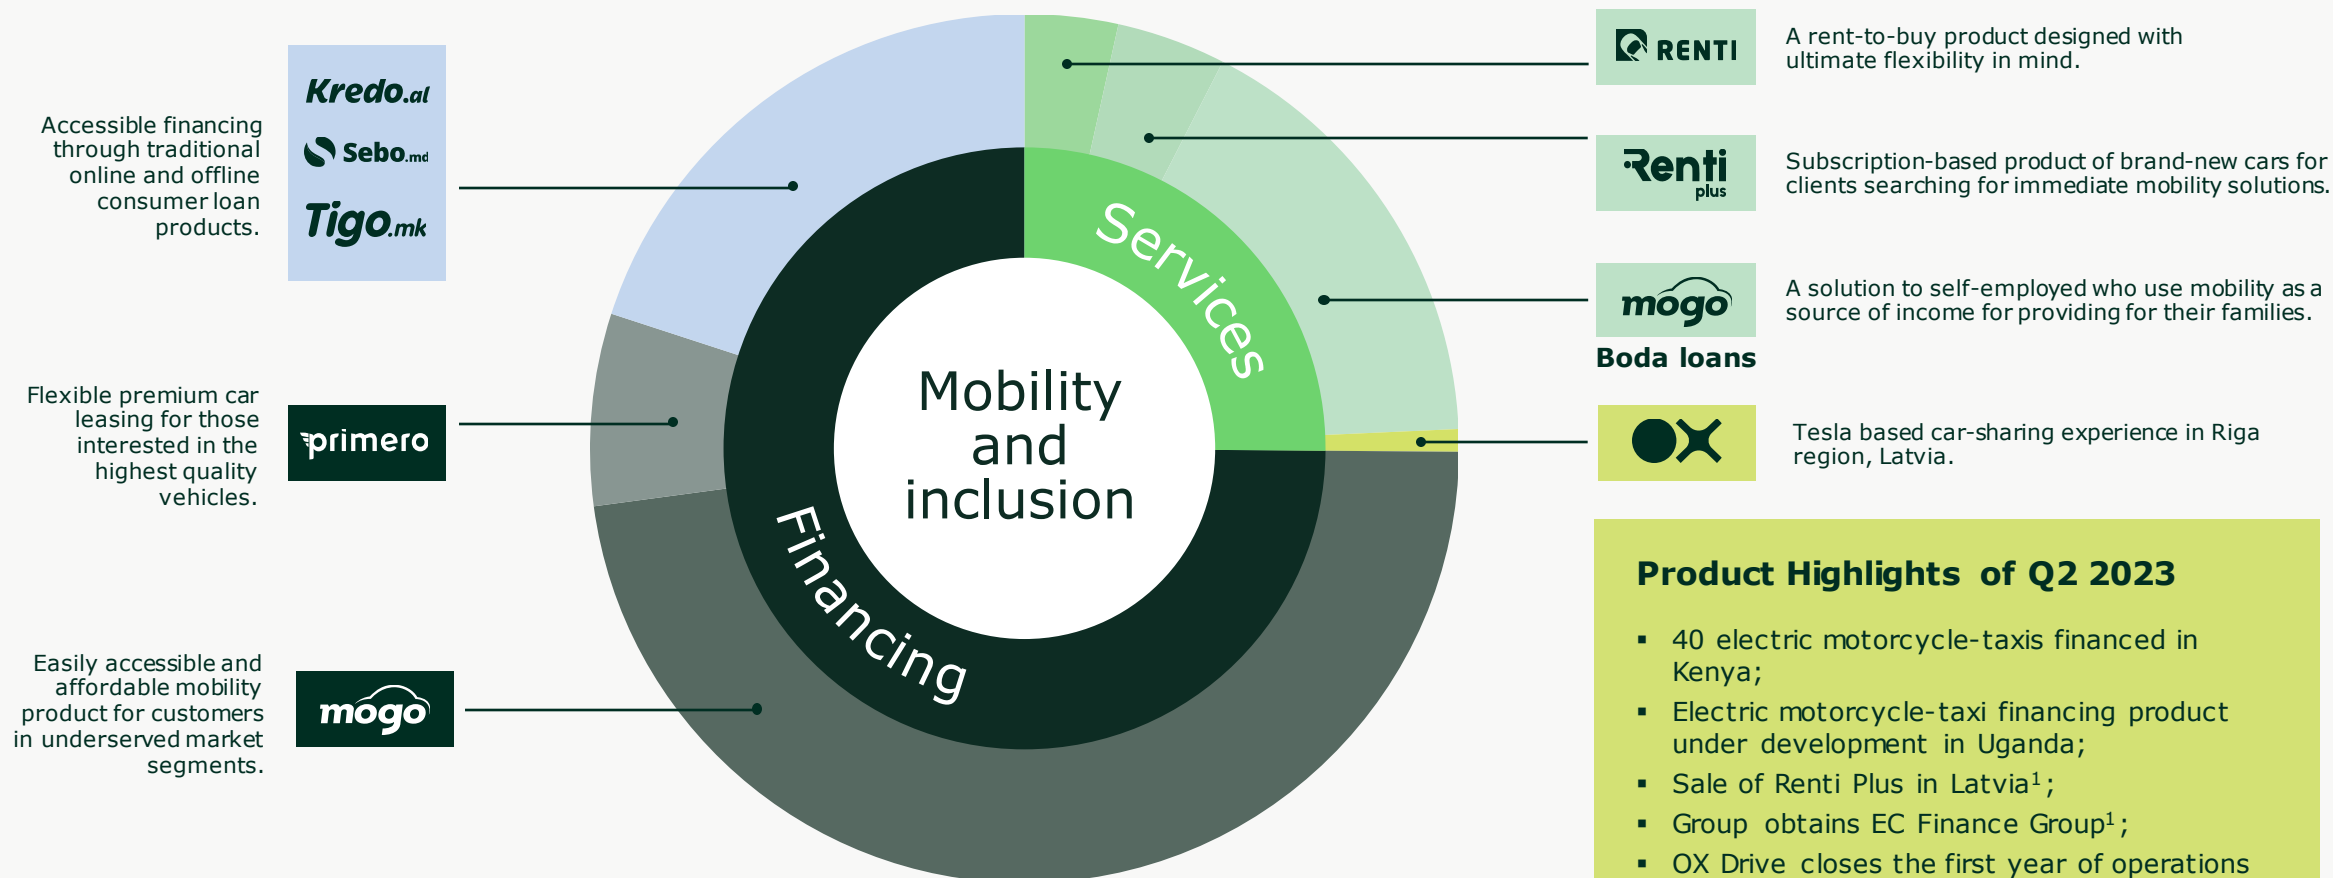 Accessible financing
through traditional
online and offline
consumer loan
products.
Kredo.al
Sebo.md
Tigo.mk
Flexible premium car
leasing for those
interested in the
highest quality
vehicles.
primero
Easily accessible and
affordable mobility
product for customers
in underserved market
segments.
mogo
Mobility
and
inclusion
Services
Financing
RENTI
A rent-to-buy product designed with
ultimate flexibility in mind.
Renti
plus
Subscription-based product of brand-new cars for
clients searching for immediate mobility solutions.
mogo
Boda loans
A solution to self-employed who use mobility as a
source of income for providing for their families.
OX
Tesla based car-sharing experience in Riga
region, Latvia.
Product Highlights of Q2 2023
▪ 40 electric motorcycle-taxis financed in
Kenya;
▪ Electric motorcycle-taxi financing product
under development in Uganda;
▪ Sale of Renti Plus in Latvia¹;
▪ Group obtains EC Finance Group¹;
▪ OX Drive closes the first year of operations